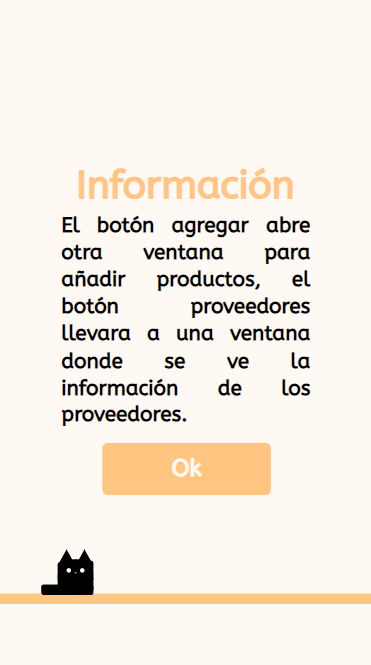 Información
El botón agregar abre
otra ventana para
añadir productos, el
botón proveedores
llevara a una ventana
donde se ve la
información de los
proveedores.
Ok